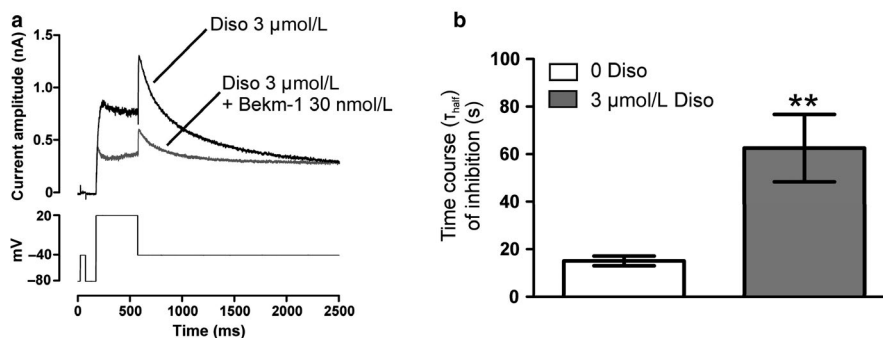 a
Diso 3 µmol/L
Diso 3 µmol/L
+ Bekm-1 30 nmol/L
Current amplitude (nA)
1.5
1.0
0.5
0
mV
20
–40
–80
0 500 1000 1500 2000 2500
Time (ms)
b
0 Diso
3 µmol/L Diso
**
Time course (τhalf)
of inhibition (s)
100
80
60
40
20
0